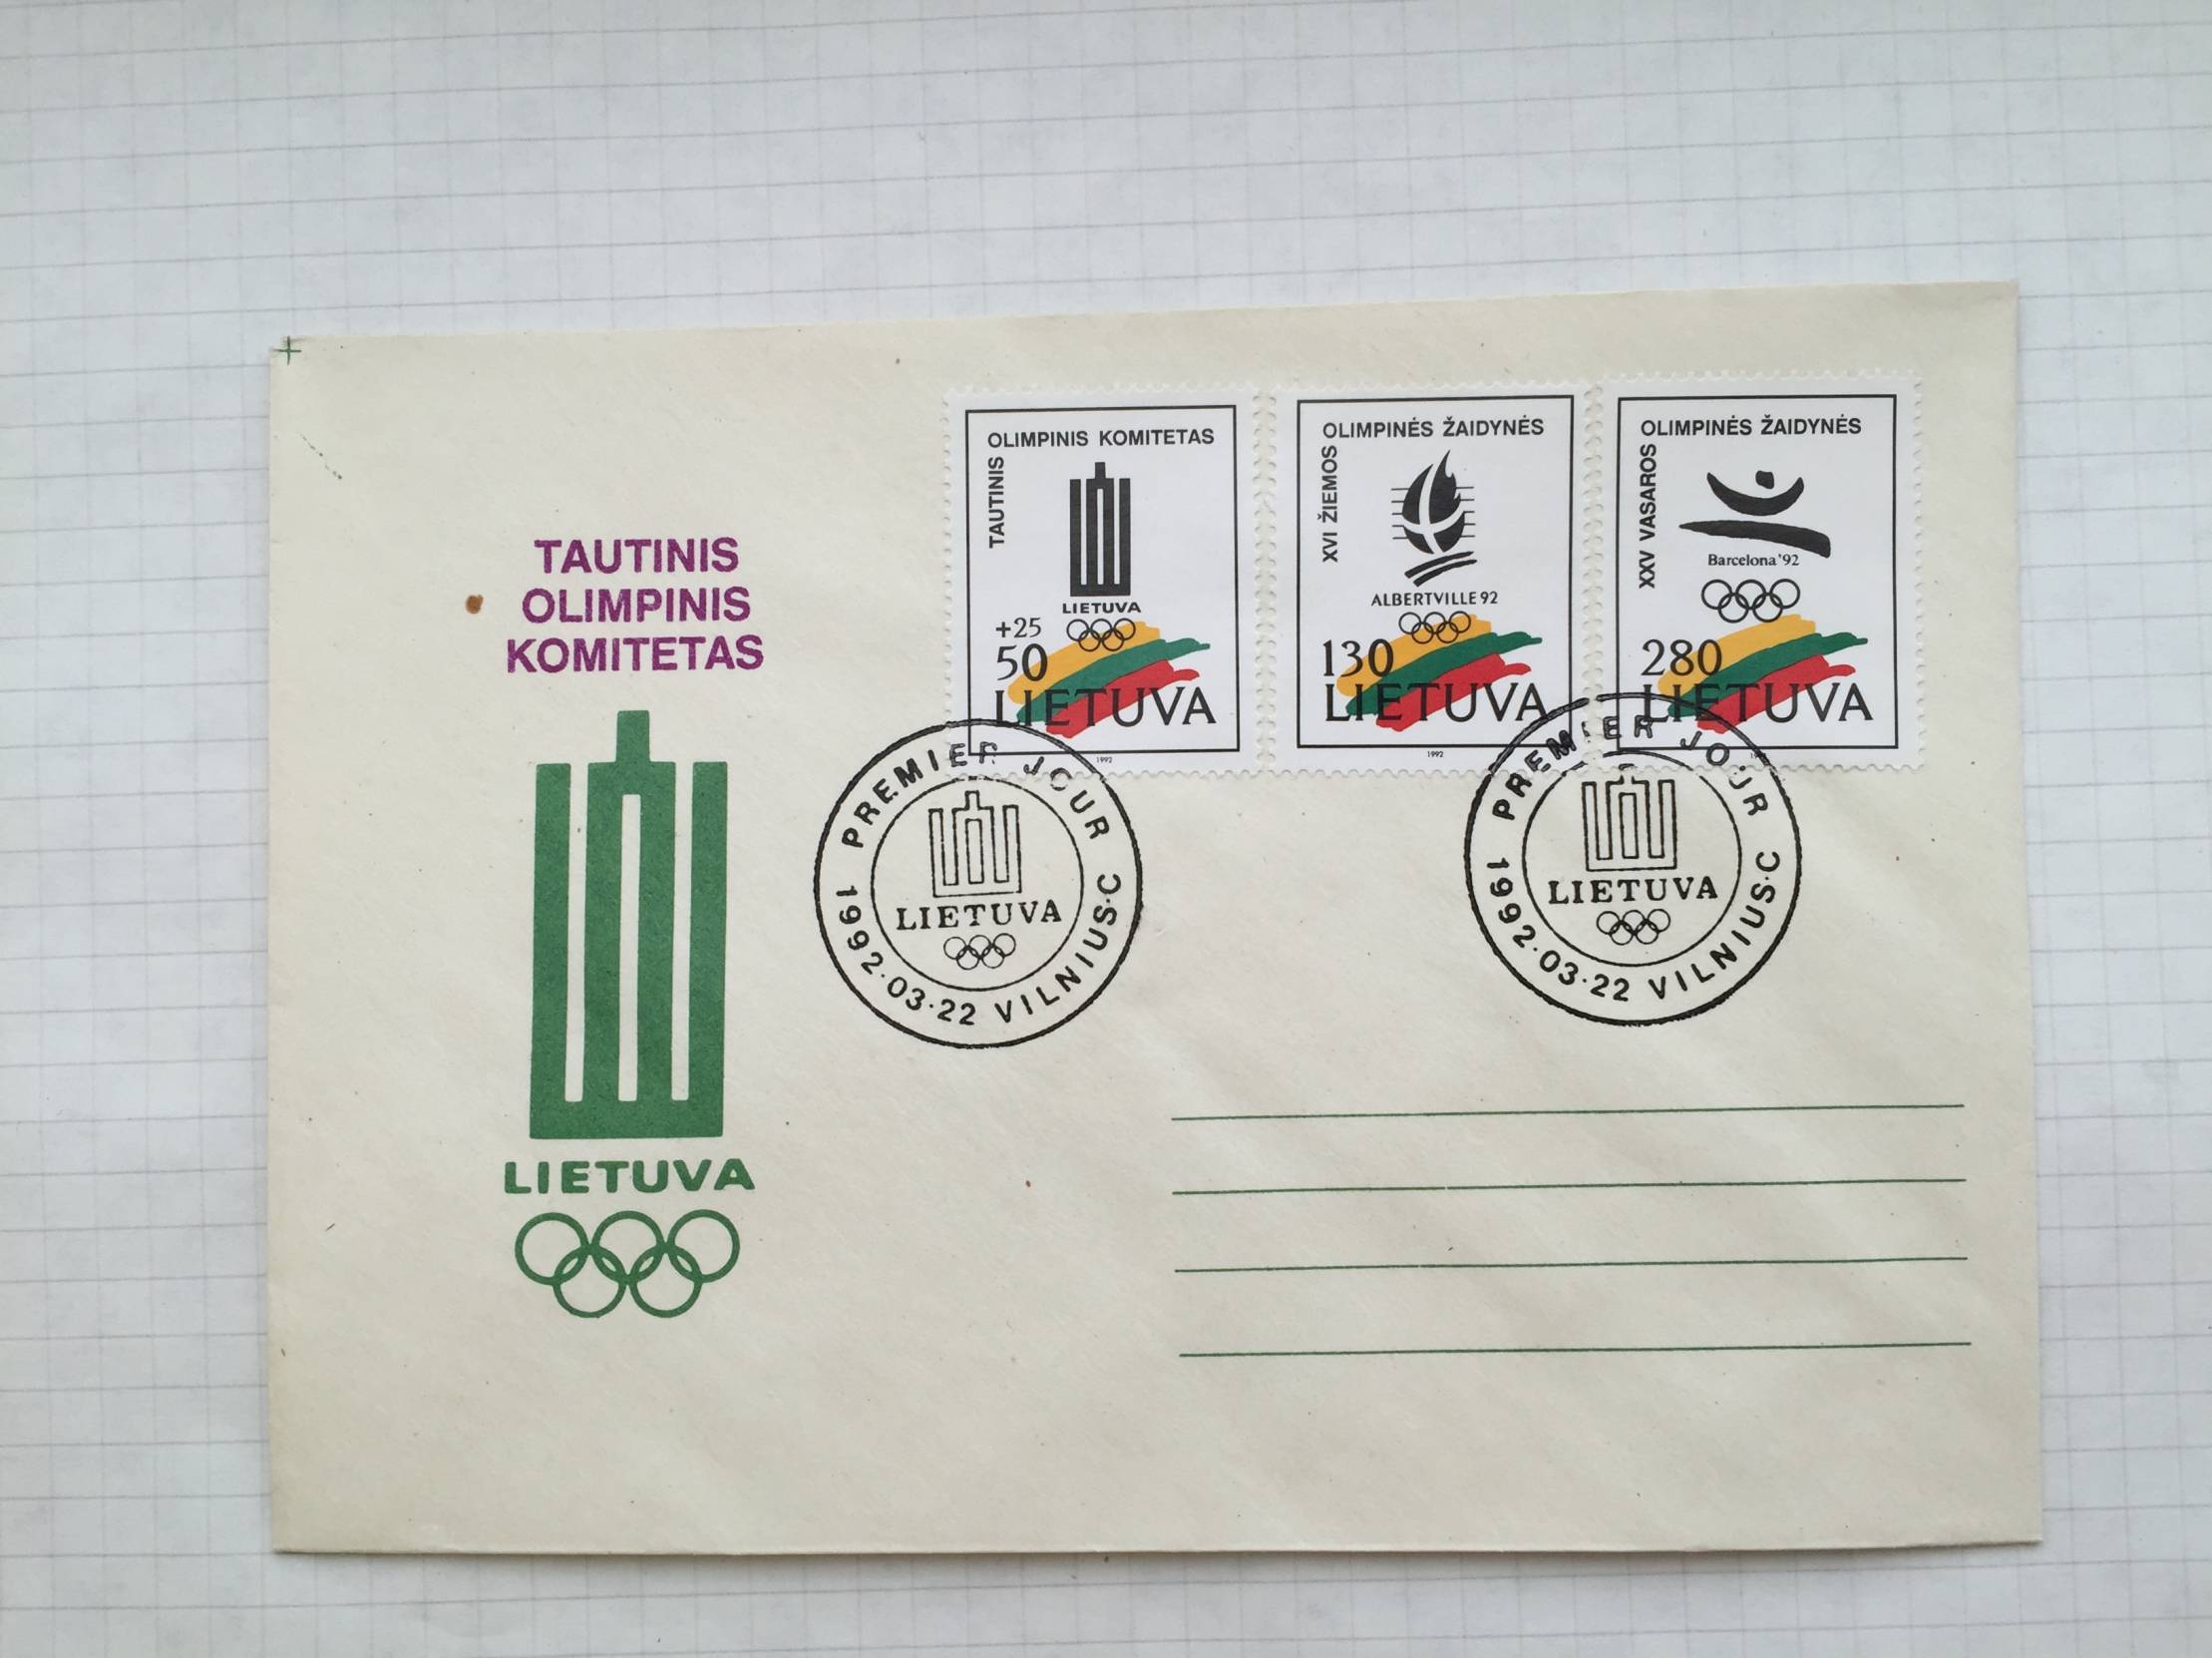 TAUTINIS
OLIMPINIS
KOMITETAS
LIETUVA
OLIMPINIS KOMITETAS
TAUTINIS
LIETUVA
+25
50
LIETUVA
1992
OLIMPINĖS ŽAIDYNĖS
XVI ŽIEMOS
ALBERTVILLE 92
130
LIETUVA
1992
OLIMPINĖS ŽAIDYNĖS
XXV VASAROS
Barcelona '92
280
LIETUVA
PREMIER JOUR
LIETUVA
1992·03·22 VILNIUS·C
PREMIER JOUR
LIETUVA
1992·03·22 VILNIUS·C